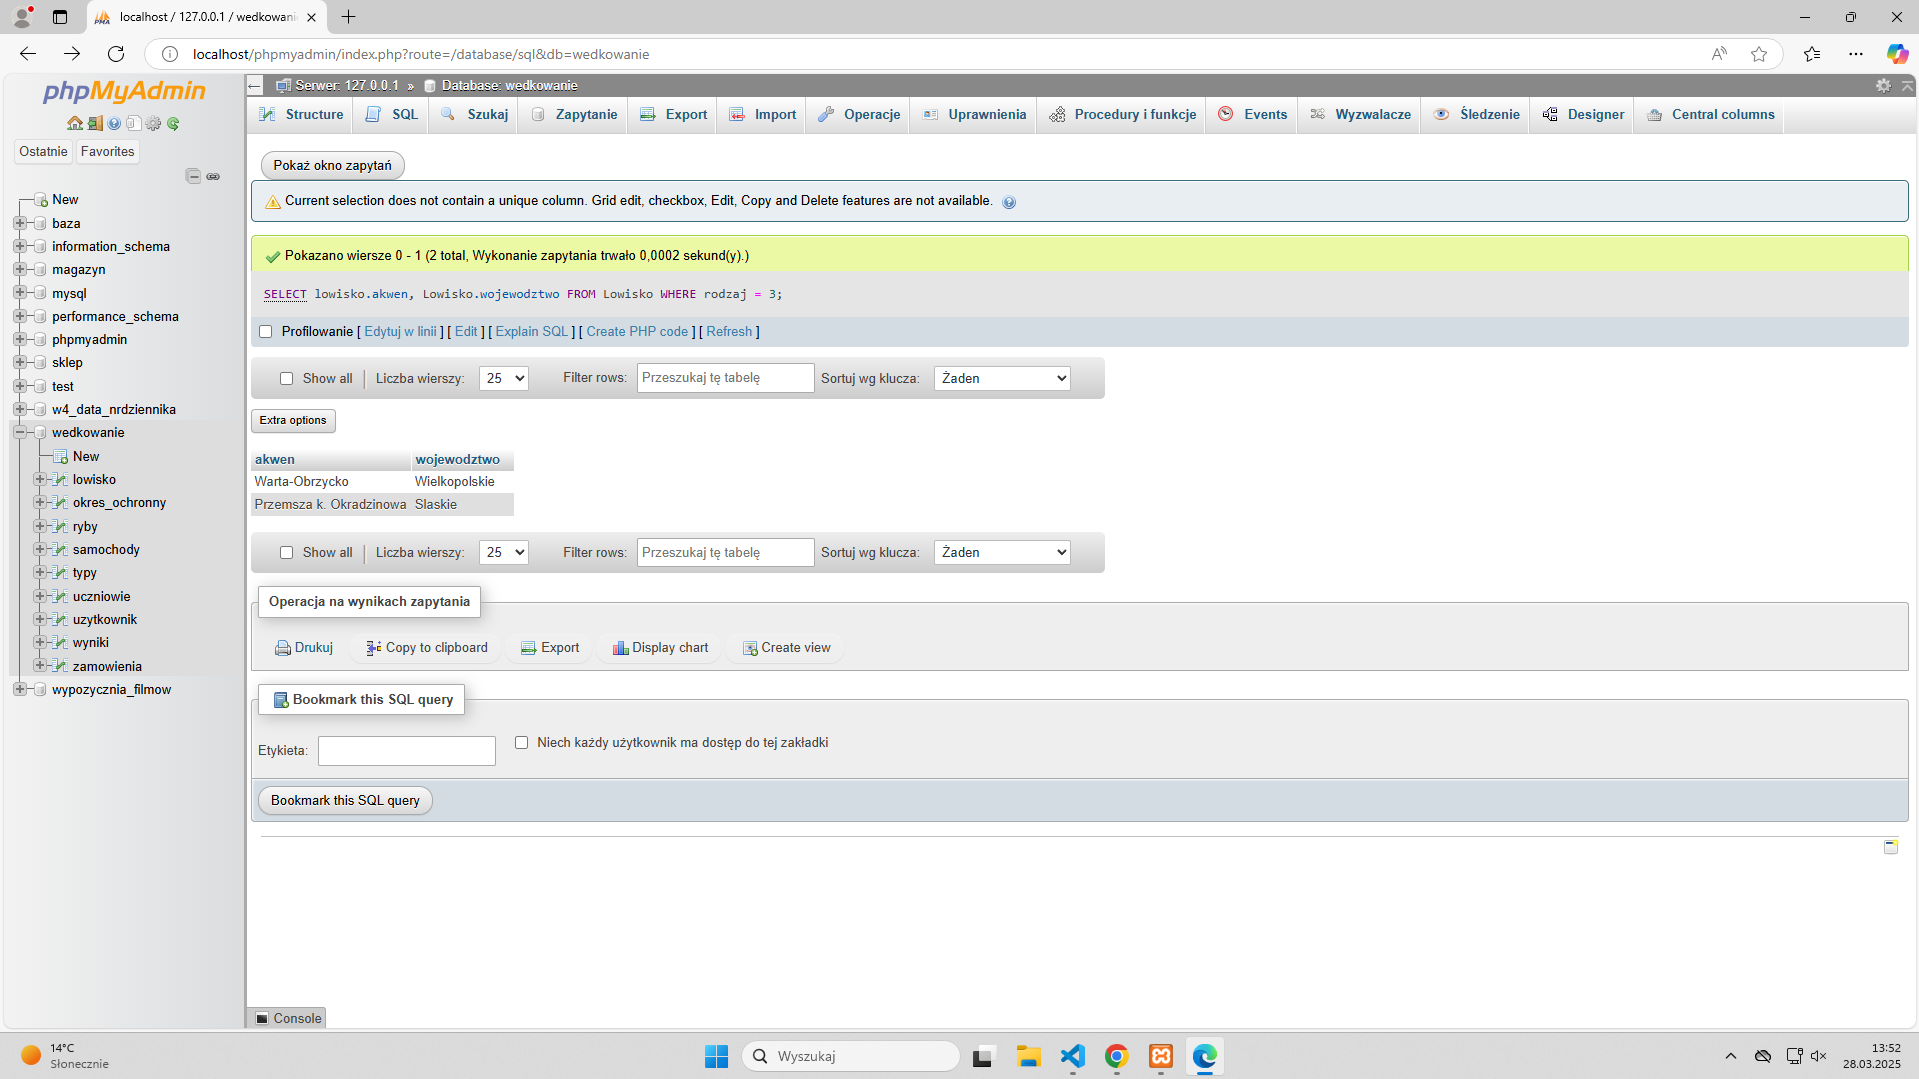 localhost / 127.0.0.1 / wedkowani
localhost/phpmyadmin/index.php?route=/database/sql&db=wedkowanie
phpMyAdmin
Ostatnie Favorites
New
baza
information_schema
magazyn
mysql
performance_schema
phpmyadmin
sklep
test
w4_data_nrdziennika
wedkowanie
New
lowisko
okres_ochronny
ryby
samochody
typy
uczniowie
uzytkownik
wyniki
zamowienia
wypozycznia_filmow
Serwer: 127.0.0.1 » Database: wedkowanie
Structure SQL Szukaj Zapytanie Export Import Operacje Uprawnienia Procedury i funkcje Events Wyzwalacze Śledzenie Designer Central columns
Pokaż okno zapytań
Current selection does not contain a unique column. Grid edit, checkbox, Edit, Copy and Delete features are not available.
Pokazano wiersze 0 - 1 (2 total, Wykonanie zapytania trwało 0,0002 sekund(y).)
SELECT lowisko.akwen, Lowisko.wojewodztwo FROM Lowisko WHERE rodzaj = 3;
Profilowanie [ Edytuj w linii ] [ Edit ] [ Explain SQL ] [ Create PHP code ] [ Refresh ]
Show all | Liczba wierszy: 25 Filter rows: Przeszukaj tę tabelę Sortuj wg klucza: Żaden
Extra options
akwen wojewodztwo
Warta-Obrzycko Wielkopolskie
Przemsza k. Okradzinowa Slaskie
Show all | Liczba wierszy: 25 Filter rows: Przeszukaj tę tabelę Sortuj wg klucza: Żaden
Operacja na wynikach zapytania
Drukuj Copy to clipboard Export Display chart Create view
Bookmark this SQL query
Etykieta: Niech każdy użytkownik ma dostęp do tej zakładki
Bookmark this SQL query
Console
14°C
Słonecznie
Wyszukaj
13:52
28.03.2025